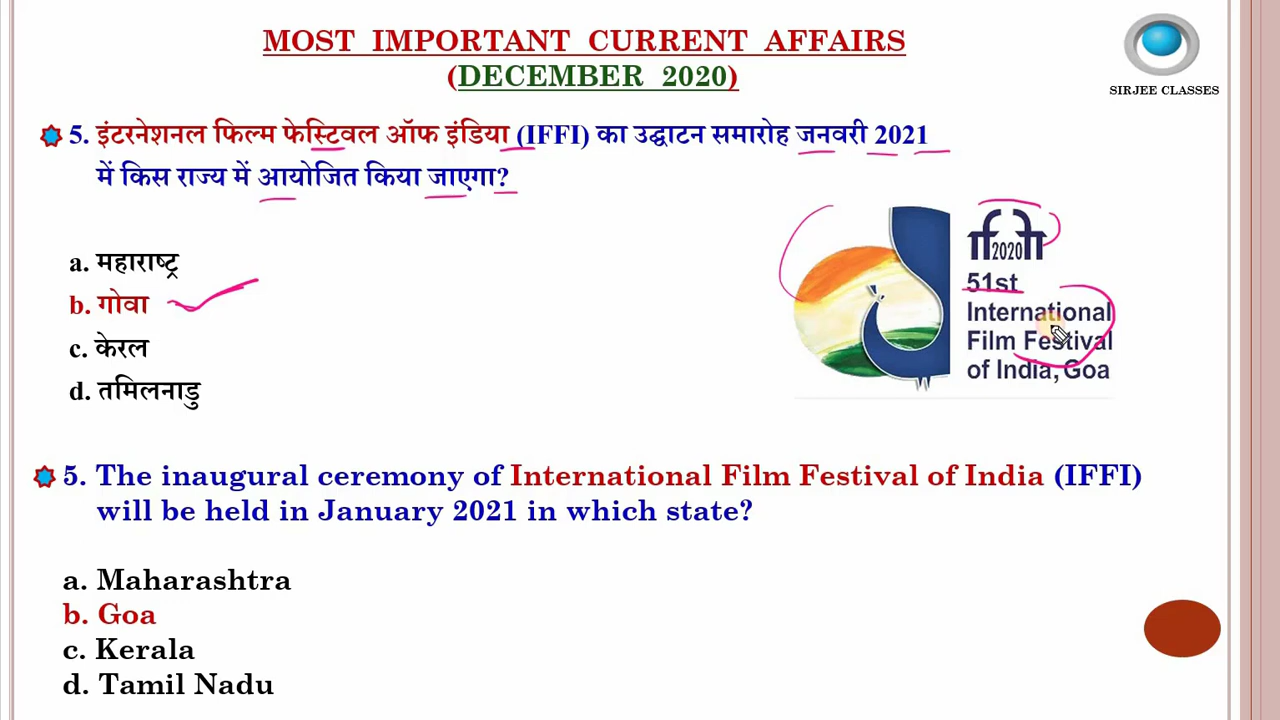 MOST IMPORTANT CURRENT AFFAIRS
(DECEMBER 2020)
SIRJEE CLASSES
5. इंटरनेशनल फिल्म फेस्टिवल ऑफ इंडिया (IFFI) का उद्घाटन समारोह जनवरी 2021
में किस राज्य में आयोजित किया जाएगा?
a. महाराष्ट्र
b. गोवा
c. केरल
d. तमिलनाडु
2020
51st
International
Film Festival
of India, Goa
5. The inaugural ceremony of International Film Festival of India (IFFI)
will be held in January 2021 in which state?
a. Maharashtra
b. Goa
c. Kerala
d. Tamil Nadu